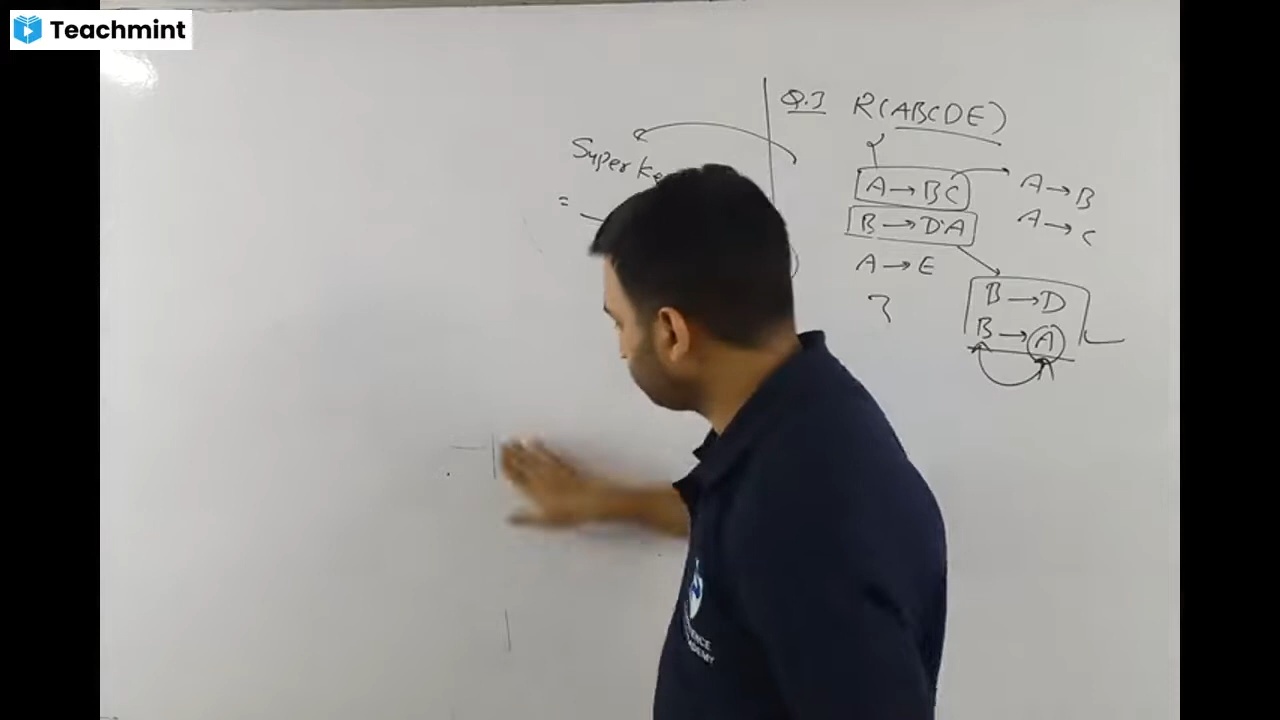 Teachmint
Super Ke
=
Q.3 R(ABCDE)
{
A → BC
B → DA
A → E
}
A → B
A → C
B → D
B → A